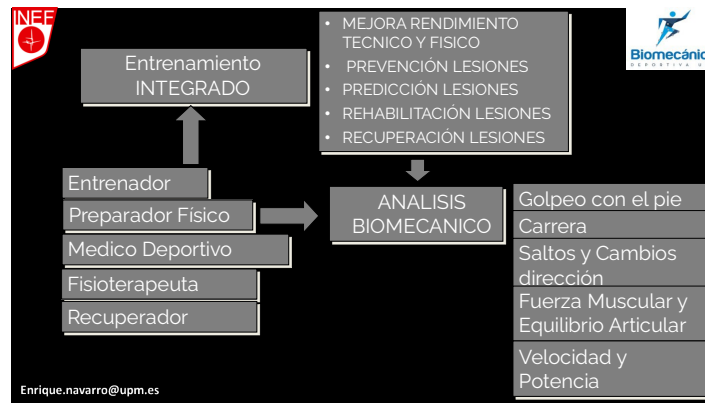 INEF
Entrenamiento
INTEGRADO
• MEJORA RENDIMIENTO
TECNICO Y FISICO
• PREVENCIÓN LESIONES
• PREDICCIÓN LESIONES
• REHABILITACIÓN LESIONES
• RECUPERACIÓN LESIONES
Biomecánic
Entrenador
Preparador Físico
Medico Deportivo
Fisioterapeuta
Recuperador
ANALISIS
BIOMECANICO
Golpeo con el pie
Carrera
Saltos y Cambios
dirección
Fuerza Muscular y
Equilibrio Articular
Velocidad y
Potencia
Enrique.navarro@upm.es